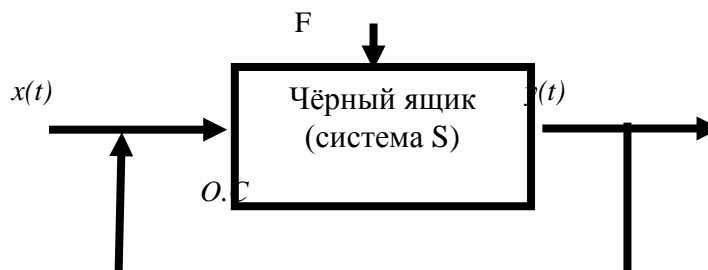 F
x(t)
Чёрный ящик
y(t)
(система S)
O.C